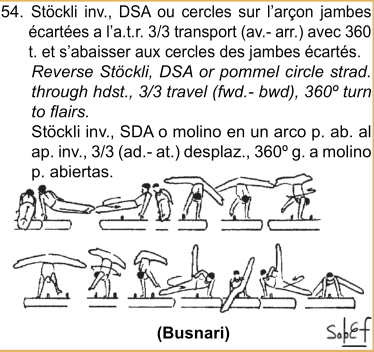 54. Stöckli inv., DSA ou cercles sur l'arçon jambes
écartées a l'a.t.r. 3/3 transport (av.- arr.) avec 360
t. et s'abaisser aux cercles des jambes écartés.
Reverse Stöckli, DSA or pommel circle strad.
through hdst., 3/3 travel (fwd.- bwd), 360º turn
to flairs.
Stöckli inv., SDA o molino en un arco p. ab. al
ap. inv., 3/3 (ad.- at.) desplaz., 360º g. a molino
p. abiertas.
(Busnari)